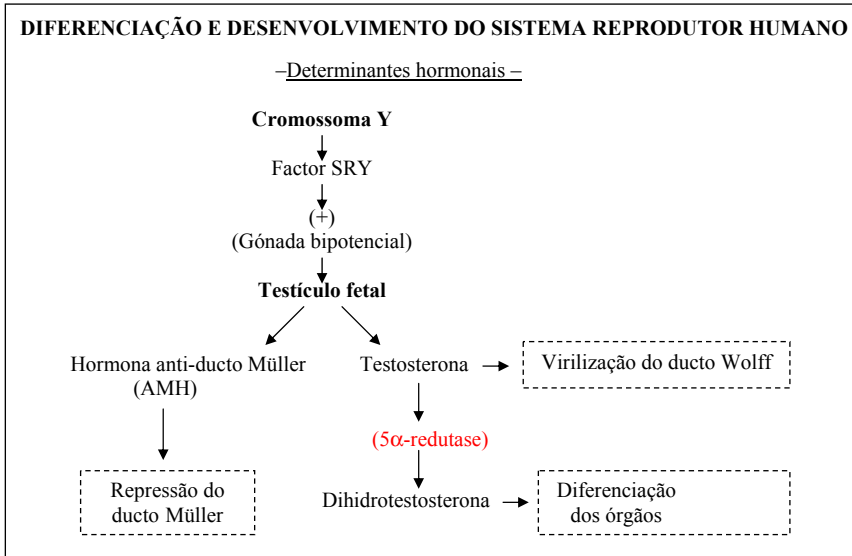 DIFERENCIAÇÃO E DESENVOLVIMENTO DO SISTEMA REPRODUTOR HUMANO
–Determinantes hormonais –
Cromossoma Y
Factor SRY
(+)
(Gónada bipotencial)
Testículo fetal
Hormona anti-ducto Müller
(AMH)
Testosterona
Virilização do ducto Wolff
(5α-redutase)
Repressão do
ducto Müller
Dihidrotestosterona
Diferenciação
dos órgãos